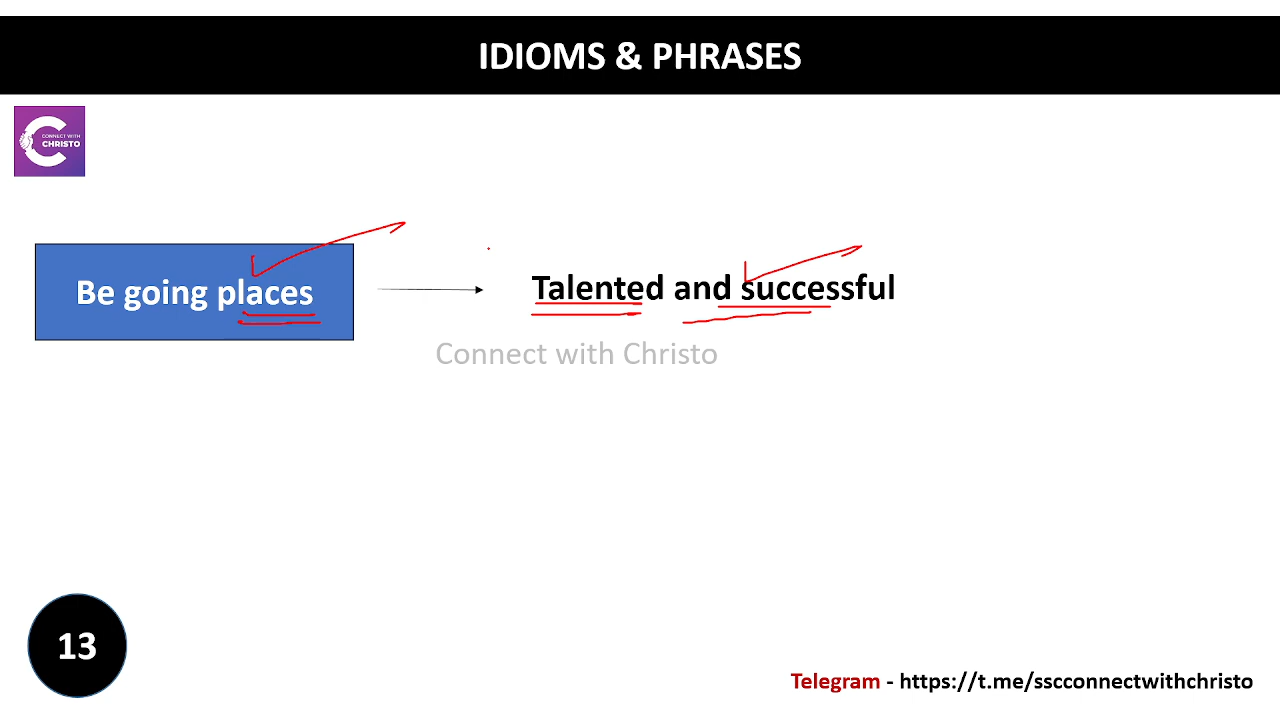 IDIOMS & PHRASES
CONNECT WITH
CHRISTO
Be going places
Talented and successful
Connect with Christo
13
Telegram - https://t.me/sscconnectwithchristo